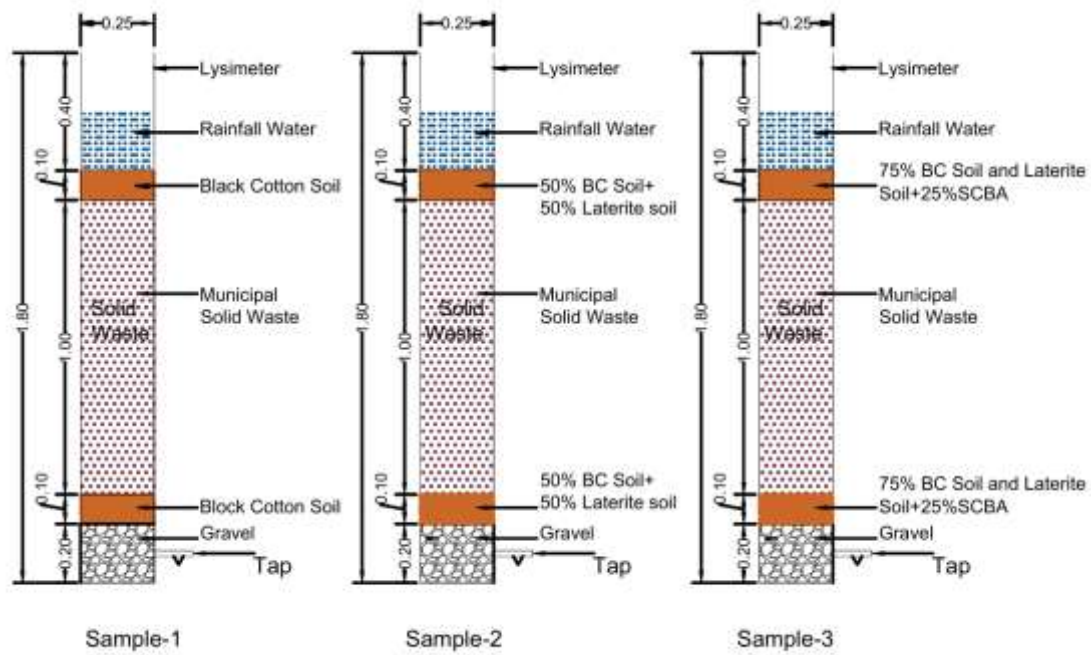 0.25
Lysimeter
0.40
Rainfall Water
0.10
Black Cotton Soil
1.80
1.00
Solid
Waste
Municipal
Solid Waste
0.10
Block Cotton Soil
Gravel
0.20
V
Tap
Sample-1
0.25
Lysimeter
0.40
Rainfall Water
0.10
50% BC Soil+
50% Laterite soil
1.80
1.00
Solid
Waste
Municipal
Solid Waste
0.10
50% BC Soil+
50% Laterite soil
Gravel
0.20
V
Tap
Sample-2
0.25
Lysimeter
0.40
Rainfall Water
0.10
75% BC Soil and Laterite
Soil+25%SCBA
1.80
1.00
Solid
Waste
Municipal
Solid Waste
0.10
75% BC Soil and Laterite
Soil+25%SCBA
Gravel
0.20
V
Tap
Sample-3